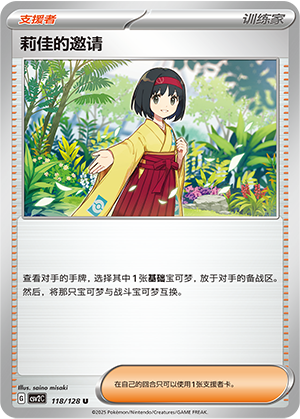 支援者 训练家
莉佳的邀请
查看对手的手牌，选择其中1张基础宝可梦，放于对手的备战区。
然后，将那只宝可梦与战斗宝可梦互换。
Illus. saino misaki
G CSV2C 118/128 U
在自己的回合只可以使用1张支援者卡。
©2025 Pokémon/Nintendo/Creatures/GAME FREAK.